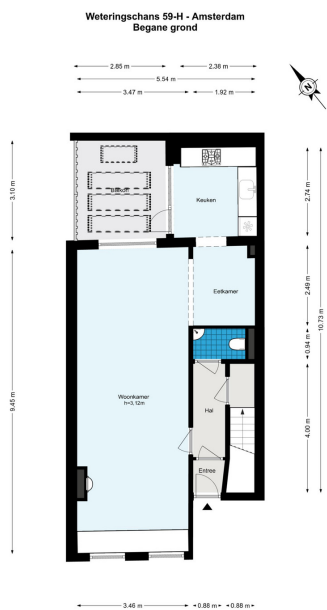 Weteringschans 59-H - Amsterdam
Begane grond
2.85 m
2.38 m
5.54 m
3.47 m
1.92 m
N
3.10 m
Balkon
Keuken
2.74 m
Eetkamer
2.49 m
10.73 m
0.94 m
9.45 m
Woonkamer
h=3,12m
Hal
4.00 m
Entree
3.46 m
0.88 m
0.88 m